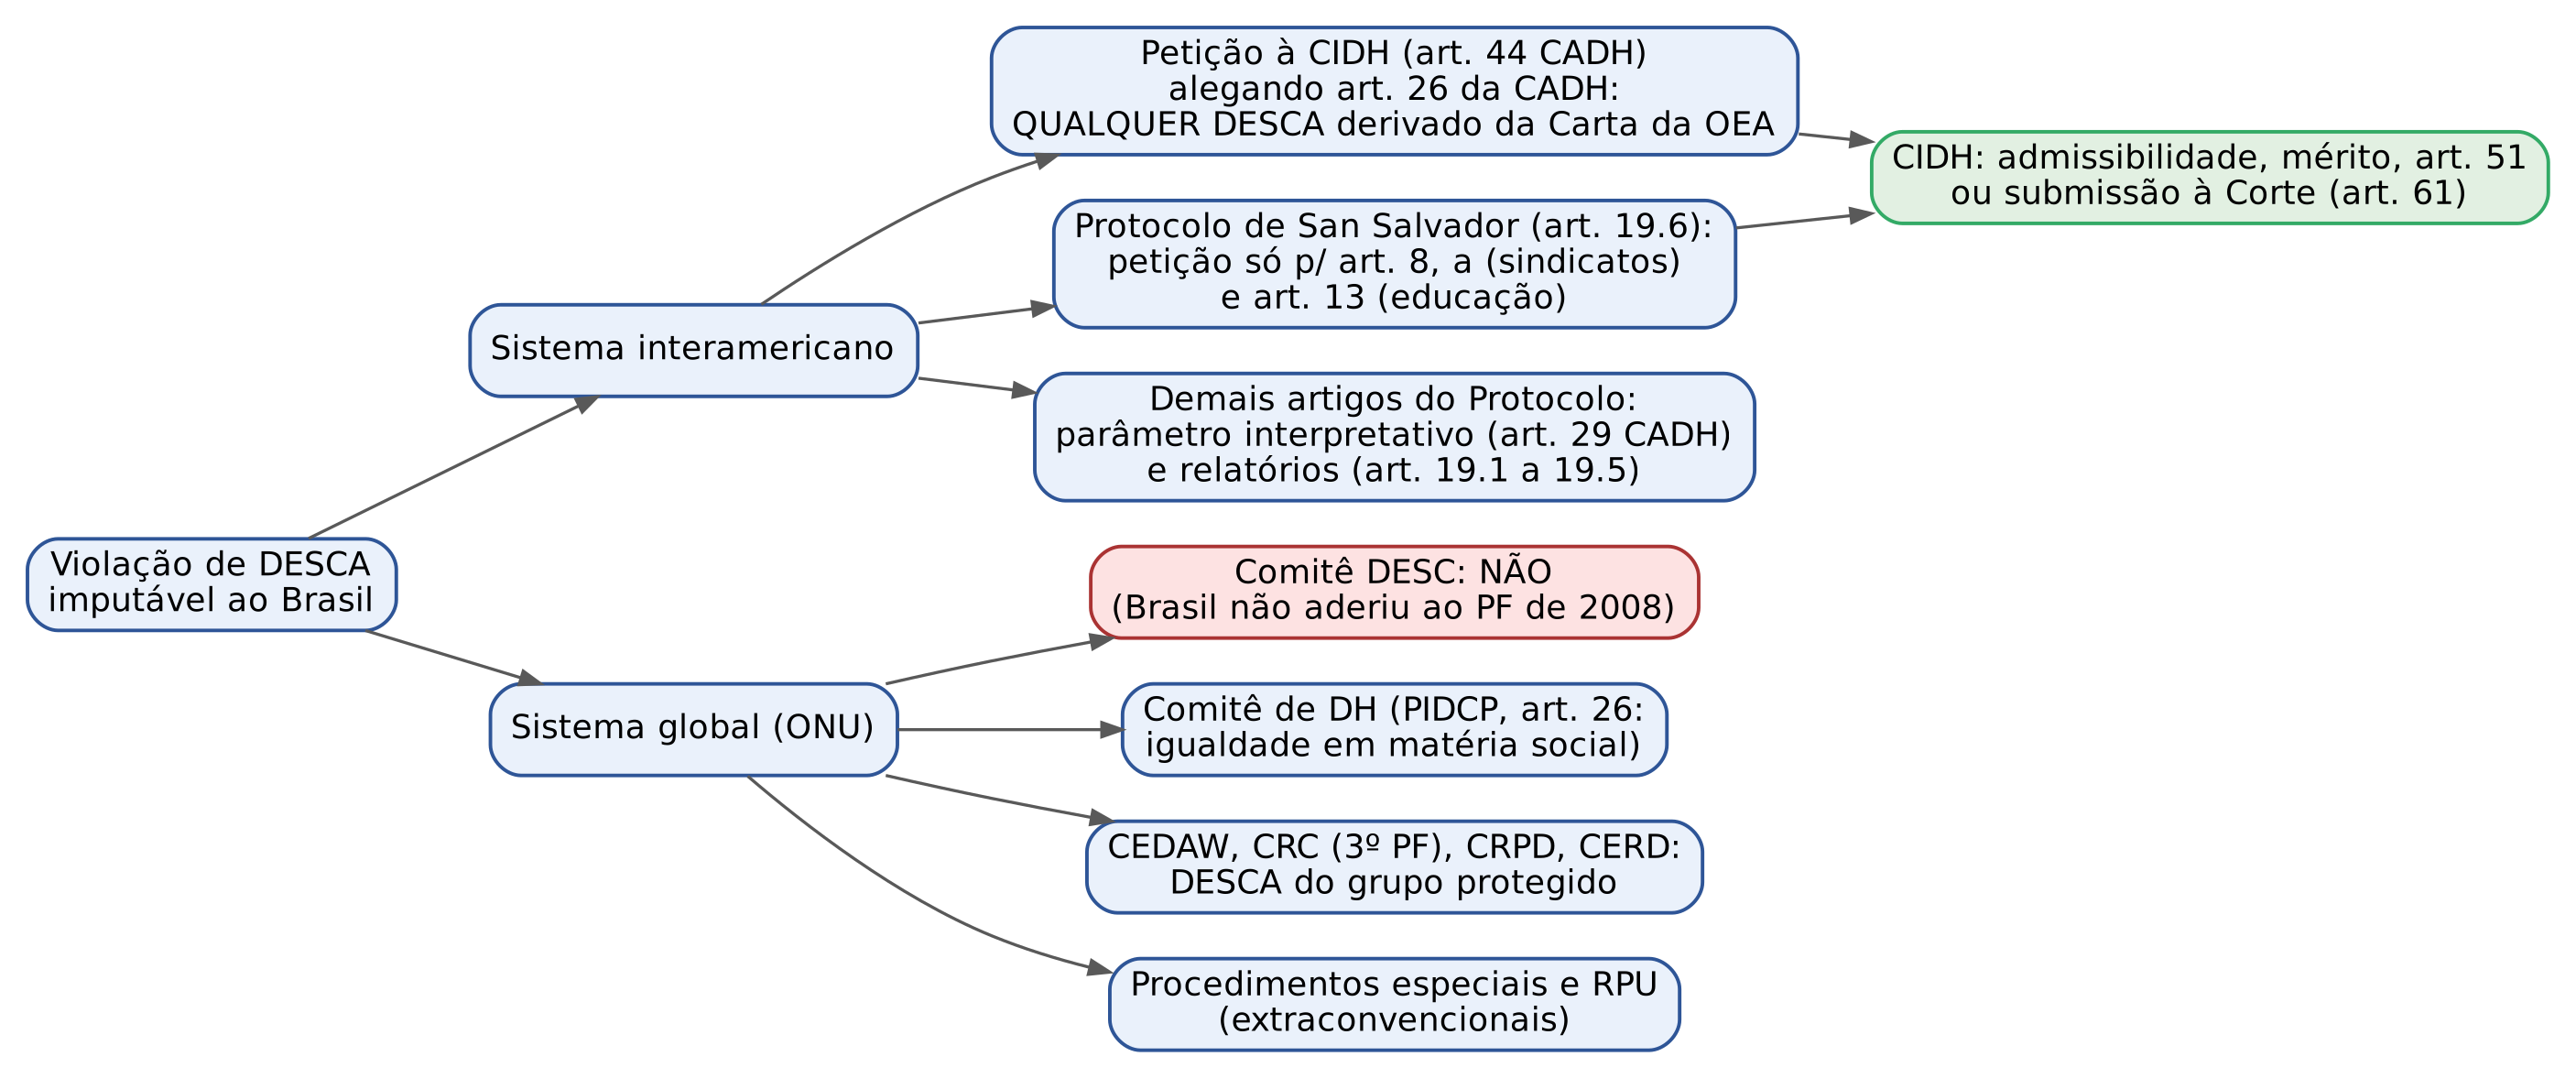 Petição à CIDH (art. 44 CADH)
alegando art. 26 da CADH:
QUALQUER DESCA derivado da Carta da OEA
CIDH: admissibilidade, mérito, art. 51
ou submissão à Corte (art. 61)
Protocolo de San Salvador (art. 19.6):
petição só p/ art. 8, a (sindicatos)
e art. 13 (educação)
Sistema interamericano
Demais artigos do Protocolo:
parâmetro interpretativo (art. 29 CADH)
e relatórios (art. 19.1 a 19.5)
Violação de DESCA
imputável ao Brasil
Comitê DESC: NÃO
(Brasil não aderiu ao PF de 2008)
Sistema global (ONU)
Comitê de DH (PIDCP, art. 26:
igualdade em matéria social)
CEDAW, CRC (3º PF), CRPD, CERD:
DESCA do grupo protegido
Procedimentos especiais e RPU
(extraconvencionais)